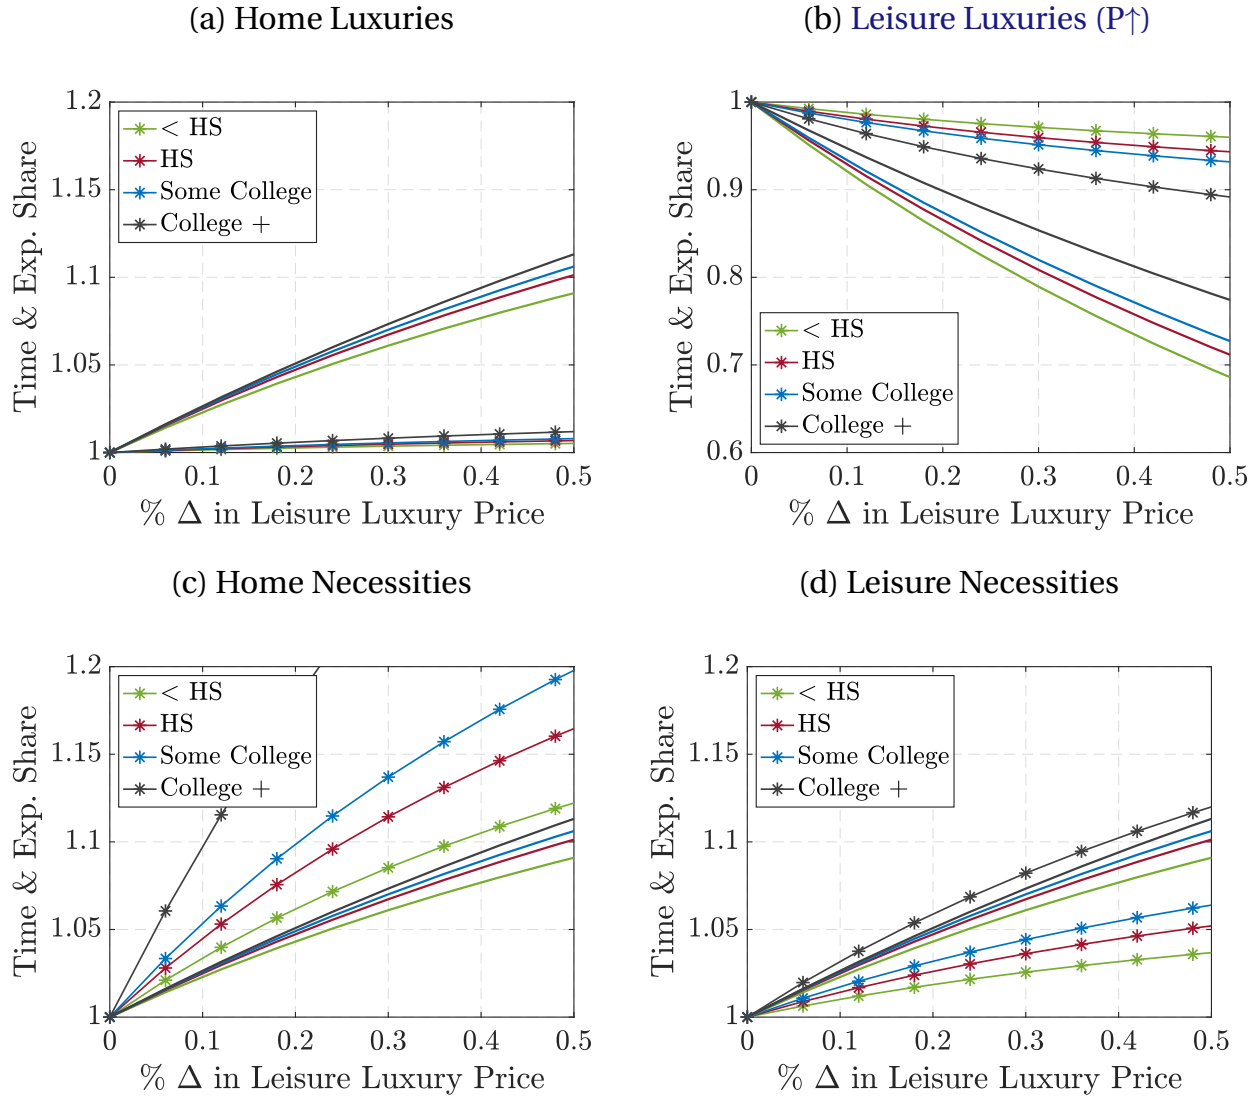 (a) Home Luxuries
1.2
1.15
1.1
1.05
1
Time & Exp. Share
< HS
HS
Some College
College +
0 0.1 0.2 0.3 0.4 0.5
% Δ in Leisure Luxury Price
(b) Leisure Luxuries (P↑)
1
0.9
0.8
0.7
0.6
Time & Exp. Share
< HS
HS
Some College
College +
0 0.1 0.2 0.3 0.4 0.5
% Δ in Leisure Luxury Price
(c) Home Necessities
1.2
1.15
1.1
1.05
1
Time & Exp. Share
< HS
HS
Some College
College +
0 0.1 0.2 0.3 0.4 0.5
% Δ in Leisure Luxury Price
(d) Leisure Necessities
1.2
1.15
1.1
1.05
1
Time & Exp. Share
< HS
HS
Some College
College +
0 0.1 0.2 0.3 0.4 0.5
% Δ in Leisure Luxury Price